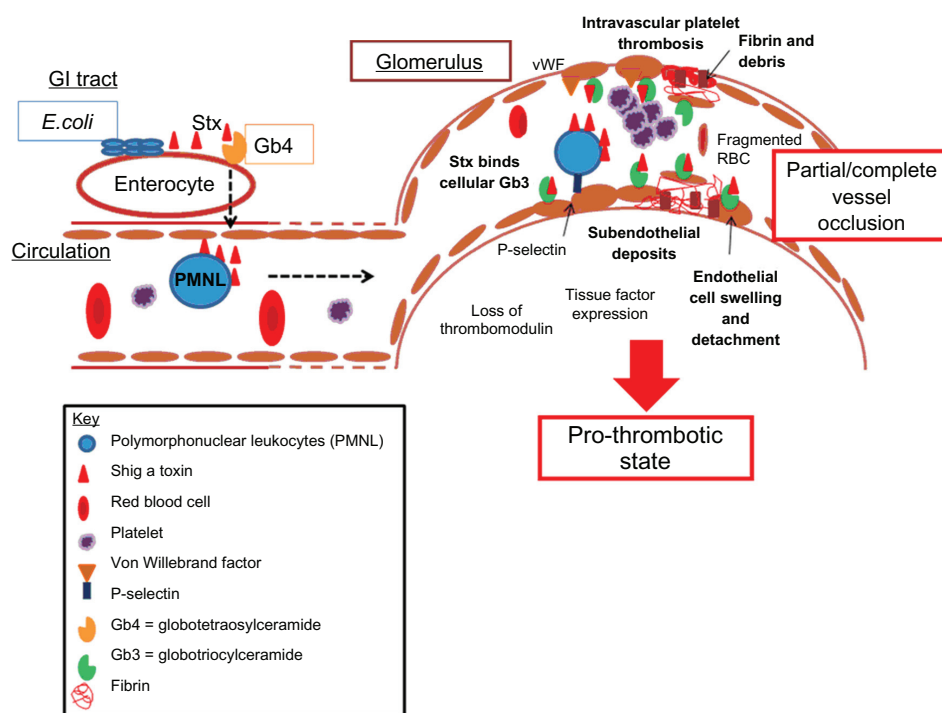 GI tract
E.coli
Stx
Gb4
Enterocyte
Circulation
PMNL
Glomerulus
Intravascular platelet
thrombosis
vWF
Fibrin and
debris
Stx binds
cellular Gb3
Fragmented
RBC
Partial/complete
vessel
occlusion
P-selectin
Subendothelial
deposits
Endothelial
cell swelling
and
detachment
Loss of
thrombomodulin
Tissue factor
expression
Pro-thrombotic
state
Key
Polymorphonuclear leukocytes (PMNL)
Shig a toxin
Red blood cell
Platelet
Von Willebrand factor
P-selectin
Gb4 = globotetraosylceramide
Gb3 = globotriocylceramide
Fibrin